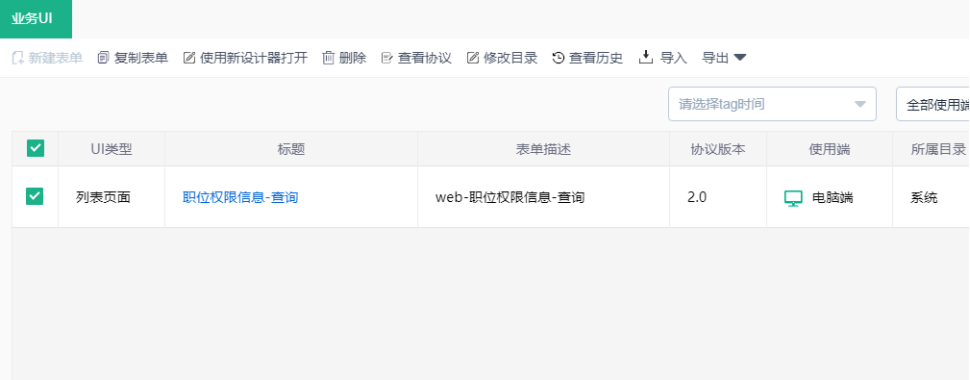 业务UI
新建表单 复制表单 使用新设计器打开 删除 查看协议 修改目录 查看历史 导入 导出
请选择tag时间 全部使用端
UI类型 标题 表单描述 协议版本 使用端 所属目录
列表页面 职位权限信息-查询 web-职位权限信息-查询 2.0 电脑端 系统